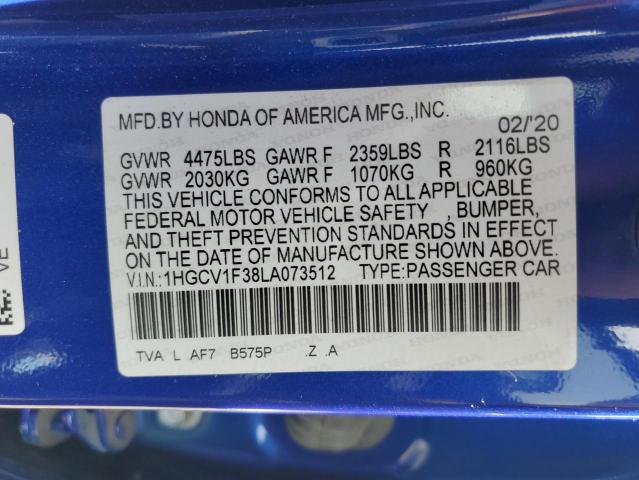 MFD.BY HONDA OF AMERICA MFG.,INC. 02/'20
GVWR 4475LBS GAWR F 2359LBS R 2116LBS
GVWR 2030KG GAWR F 1070KG R 960KG
THIS VEHICLE CONFORMS TO ALL APPLICABLE
FEDERAL MOTOR VEHICLE SAFETY , BUMPER,
AND THEFT PREVENTION STANDARDS IN EFFECT
ON THE DATE OF MANUFACTURE SHOWN ABOVE.
V.I.N.: 1HGCV1F38LA073512 TYPE:PASSENGER CAR
TVA L AF7 B575P .Z .A
VE